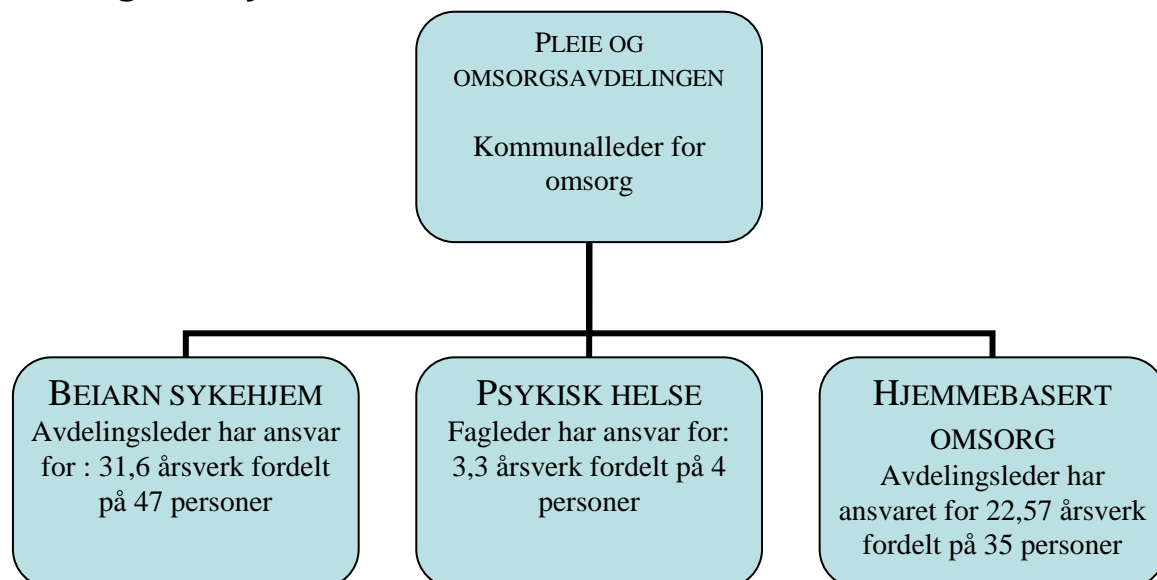 PLEIE OG
OMSORGSAVDELINGEN
Kommunalleder for
omsorg
BEIARN SYKEHJEM
Avdelingsleder har ansvar
for : 31,6 årsverk fordelt
på 47 personer
PSYKISK HELSE
Fagleder har ansvar for:
3,3 årsverk fordelt på 4
personer
HJEMMEBASERT
OMSORG
Avdelingsleder har
ansvaret for 22,57 årsverk
fordelt på 35 personer